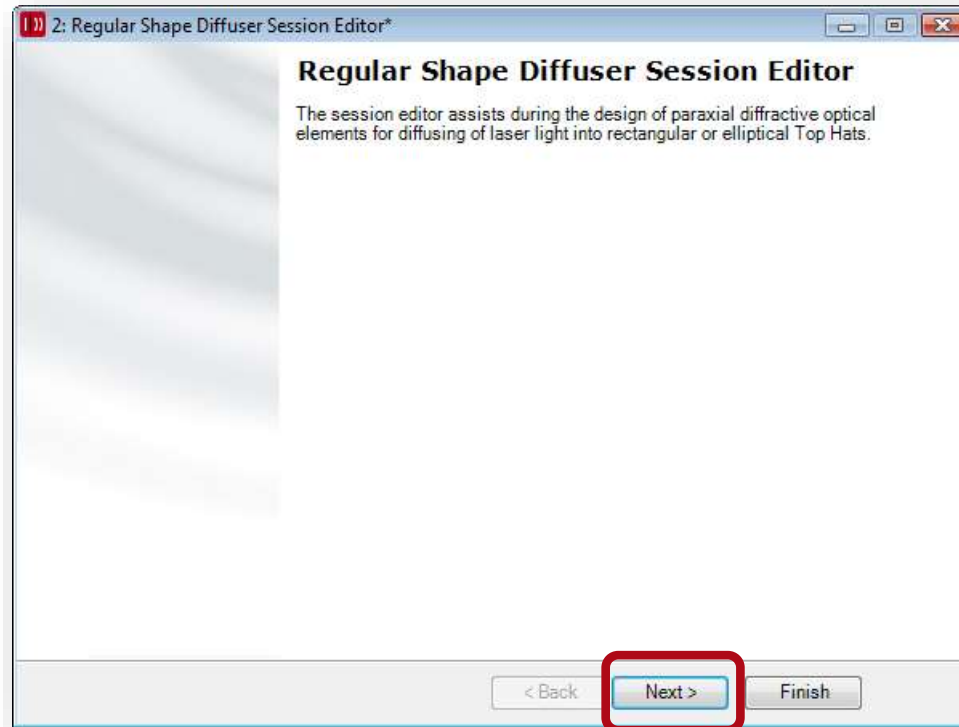 2: Regular Shape Diffuser Session Editor*
Regular Shape Diffuser Session Editor
The session editor assists during the design of paraxial diffractive optical
elements for diffusing of laser light into rectangular or elliptical Top Hats.
< Back Next > Finish